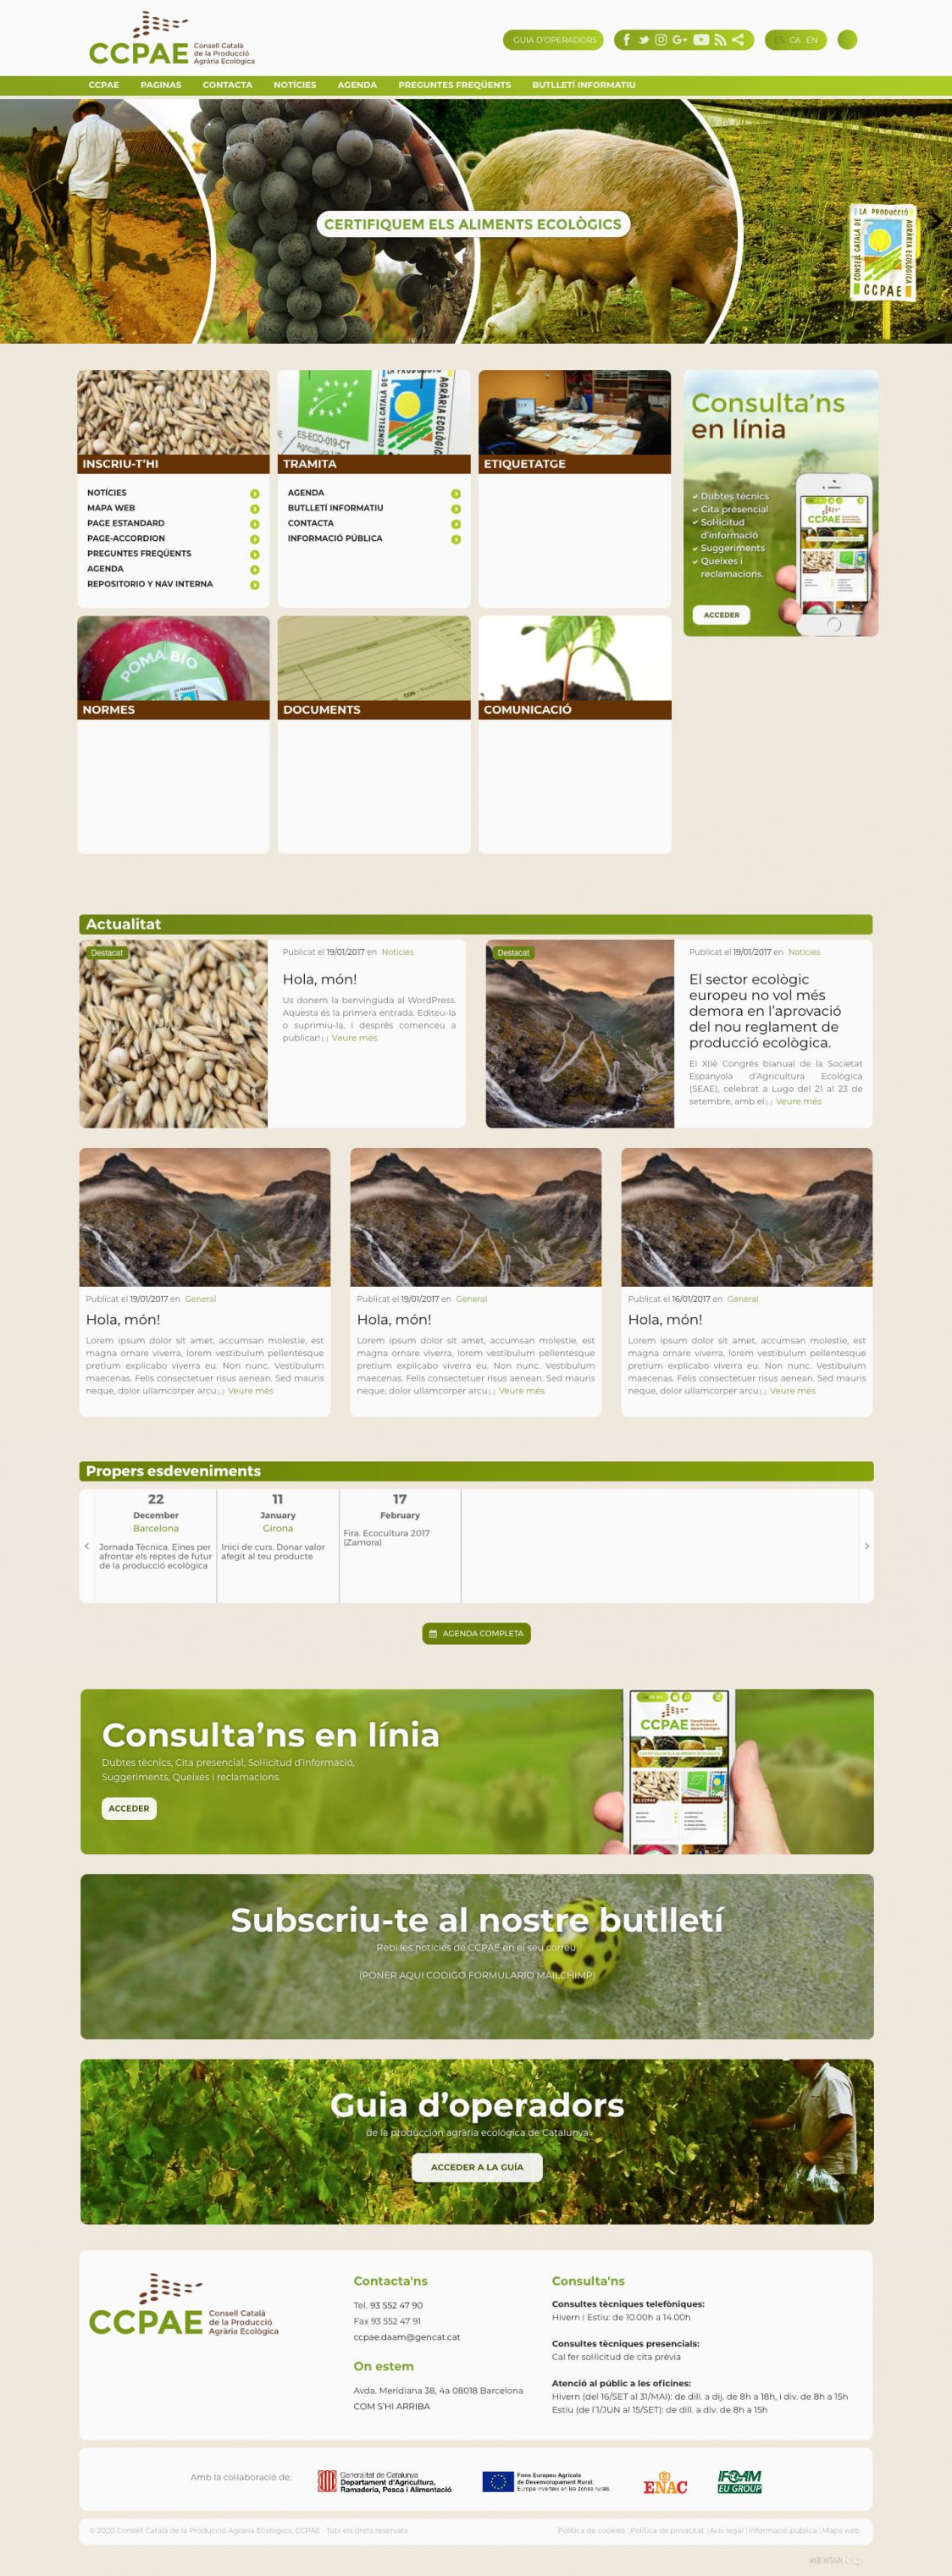 CCPAE
Consell Català
de la Producció
Agrària Ecològica
GUIA D'OPERADORS
CA EN
CCPAE PAGINAS CONTACTA NOTÍCIES AGENDA PREGUNTES FREQÜENTS BUTLLETÍ INFORMATIU
CERTIFIQUEM ELS ALIMENTS ECOLÒGICS
LA PRODUCCIÓ
CONSELL CATALÀ DE
AGRÀRIA ECOLÒGICA
CCPAE
ES-ECO-019-CT
CONSELL CATALÀ DE
AGRÀRIA ECOLÒGICA
INSCRIU-T'HI
TRAMITA
ETIQUETATGE
NOTÍCIES
MAPA WEB
PAGE ESTANDARD
PAGE-ACCORDION
PREGUNTES FREQÜENTS
AGENDA
REPOSITORIO Y NAV INTERNA
AGENDA
BUTLLETÍ INFORMATIU
CONTACTA
INFORMACIÓ PÚBLICA
Consulta'ns
en línia
Dubtes tècnics
Cita presencial
Sol·licitud
d'informació
Suggeriments
Queixes i
reclamacions.
CCPAE
ACCEDER
POMA BIO
NORMES
DOCUMENTS
COMUNICACIÓ
Actualitat
Destacat
Publicat el 19/01/2017 en Noticies
Hola, món!
Us donem la benvinguda al WordPress.
Aquesta és la primera entrada. Editeu-la
o suprimiu-la, i després comenceu a
publicar! [...] Veure més
Destacat
Publicat el 19/01/2017 en Noticies
El sector ecològic
europeu no vol més
demora en l'aprovació
del nou reglament de
producció ecològica.
El XIIè Congrés bianual de la Societat
Espanyola d'Agricultura Ecològica
(SEAE), celebrat a Lugo del 21 al 23 de
setembre, amb el [...] Veure més
Publicat el 19/01/2017 en General
Hola, món!
Lorem ipsum dolor sit amet, accumsan molestie, est
magna ornare viverra, lorem vestibulum pellentesque
pretium explicabo viverra eu. Non nunc. Vestibulum
maecenas. Felis consectetuer risus aenean. Sed mauris
neque, dolor ullamcorper arcu [...] Veure més
Publicat el 19/01/2017 en General
Hola, món!
Lorem ipsum dolor sit amet, accumsan molestie, est
magna ornare viverra, lorem vestibulum pellentesque
pretium explicabo viverra eu. Non nunc. Vestibulum
maecenas. Felis consectetuer risus aenean. Sed mauris
neque, dolor ullamcorper arcu [...] Veure més
Publicat el 16/01/2017 en General
Hola, món!
Lorem ipsum dolor sit amet, accumsan molestie, est
magna ornare viverra, lorem vestibulum pellentesque
pretium explicabo viverra eu. Non nunc. Vestibulum
maecenas. Felis consectetuer risus aenean. Sed mauris
neque, dolor ullamcorper arcu [...] Veure més
Propers esdeveniments
22
December
Barcelona
Jornada Tècnica. Eines per
afrontar els reptes de futur
de la producció ecològica
11
January
Girona
Inici de curs. Donar valor
afegit al teu producte
17
February
Fira. Ecocultura 2017
(Zamora)
AGENDA COMPLETA
Consulta'ns en línia
Dubtes tècnics, Cita presencial, Sol·licitud d'informació,
Suggeriments, Queixes i reclamacions.
ACCEDER
CCPAE
Subscriu-te al nostre butlletí
Rebi les notícies de CCPAE en el seu correu.
(PONER AQUI CODIGO FORMULARIO MAILCHIMP)
Guia d'operadors
de la producción agrària ecològica de Catalunya
ACCEDER A LA GUÍA
CCPAE
Consell Català
de la Producció
Agrària Ecològica
Contacta'ns
Tel. 93 552 47 90
Fax 93 552 47 91
ccpae.daam@gencat.cat
On estem
Avda. Meridiana 38, 4a 08018 Barcelona
COM S'HI ARRIBA
Consulta'ns
Consultes tècniques telefòniques:
Hivern i Estiu: de 10.00h a 14.00h
Consultes tècniques presencials:
Cal fer sol·licitud de cita prèvia
Atenció al públic a les oficines:
Hivern (del 16/SET al 31/MAI): de dill. a dij. de 8h a 18h, i div. de 8h a 15h
Estiu (de l'1/JUN al 15/SET): de dill. a div. de 8h a 15h
Amb la col·laboració de:
Generalitat de Catalunya
Departament d'Agricultura,
Ramaderia, Pesca i Alimentació
Fons Europeu Agrícola
de Desenvolupament Rural:
Europa inverteix en les zones rurals
ENAC
IFOAM
EU GROUP
© 2020 Consell Català de la Producció Agrària Ecològica, CCPAE · Tots els drets reservats
Política de cookies | Política de privacitat | Avís legal | Informació pública | Mapa web